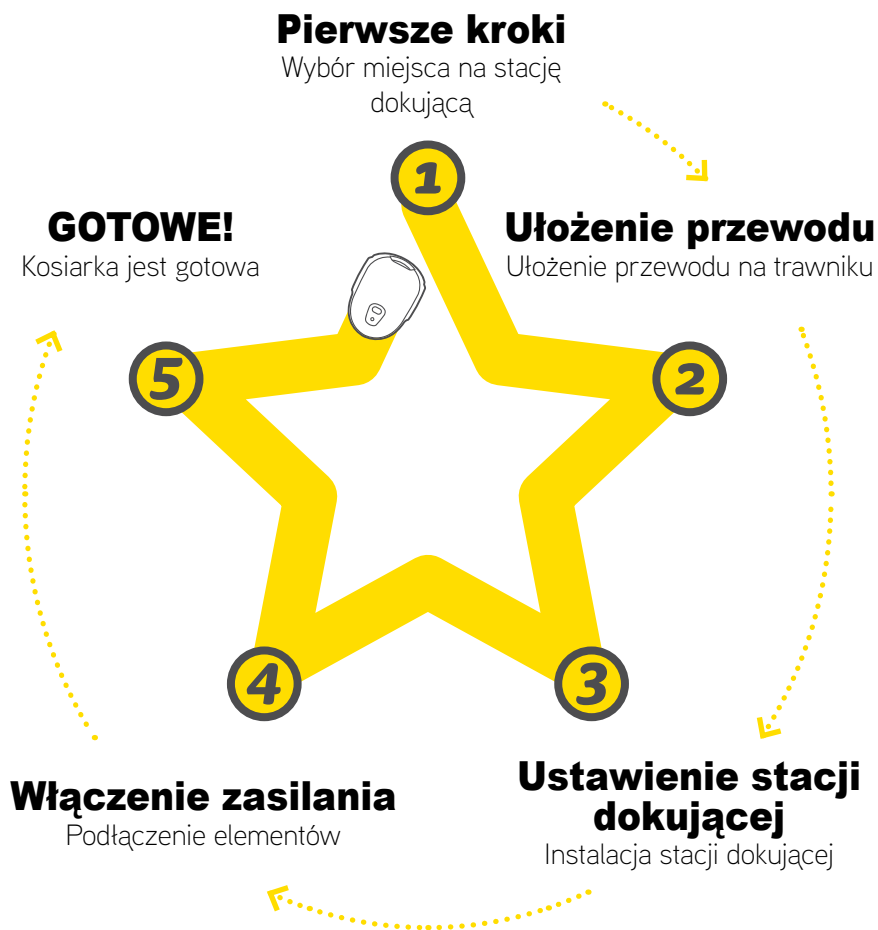 Pierwsze kroki
Wybór miejsca na stację
dokującą
1
Ułożenie przewodu
Ułożenie przewodu na trawniku
2
Ustawienie stacji
dokującej
Instalacja stacji dokującej
3
Włączenie zasilania
Podłączenie elementów
4
GOTOWE!
Kosiarka jest gotowa
5